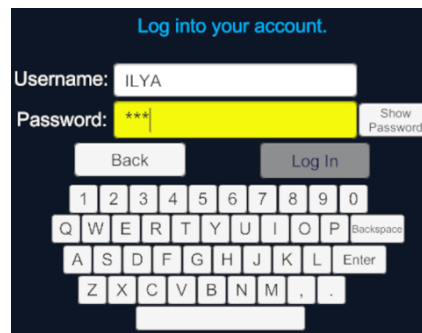 Log into your account.
Username: ILYA
Password: *** Show Password
Back Log In
1 2 3 4 5 6 7 8 9 0
Q W E R T Y U I O P Backspace
A S D F G H J K L Enter
Z X C V B N M , .